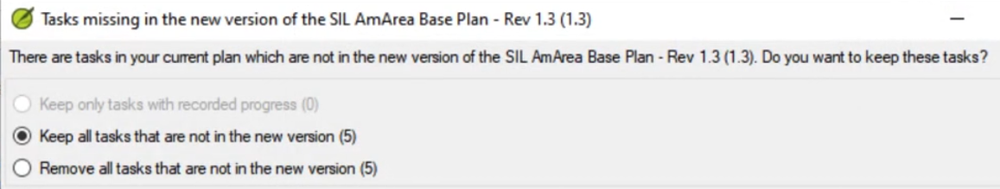 Tasks missing in the new version of the SIL AmArea Base Plan - Rev 1.3 (1.3)
There are tasks in your current plan which are not in the new version of the SIL AmArea Base Plan - Rev 1.3 (1.3). Do you want to keep these tasks?
Keep only tasks with recorded progress (0)
Keep all tasks that are not in the new version (5)
Remove all tasks that are not in the new version (5)